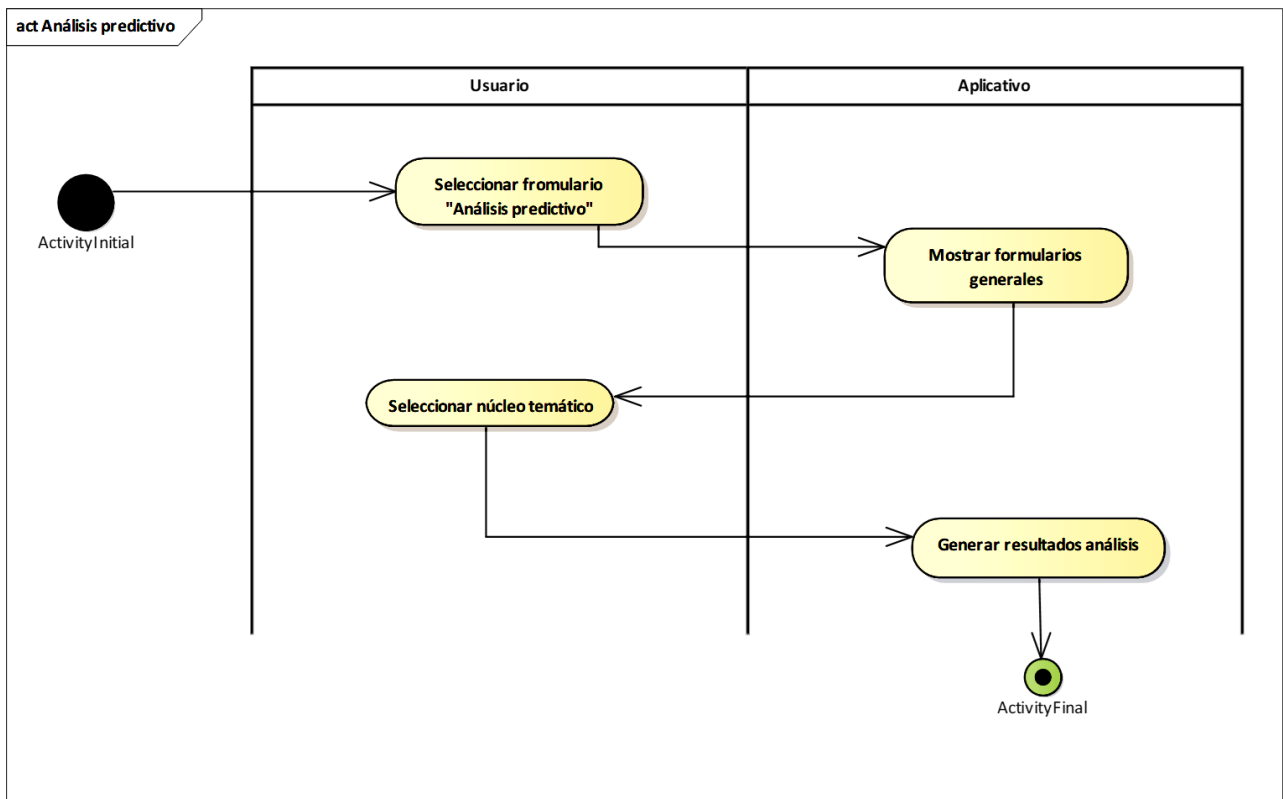 act Análisis predictivo
Usuario
Aplicativo
ActivityInitial
Seleccionar fromulario
"Análisis predictivo"
Mostrar formularios
generales
Seleccionar núcleo temático
Generar resultados análisis
ActivityFinal